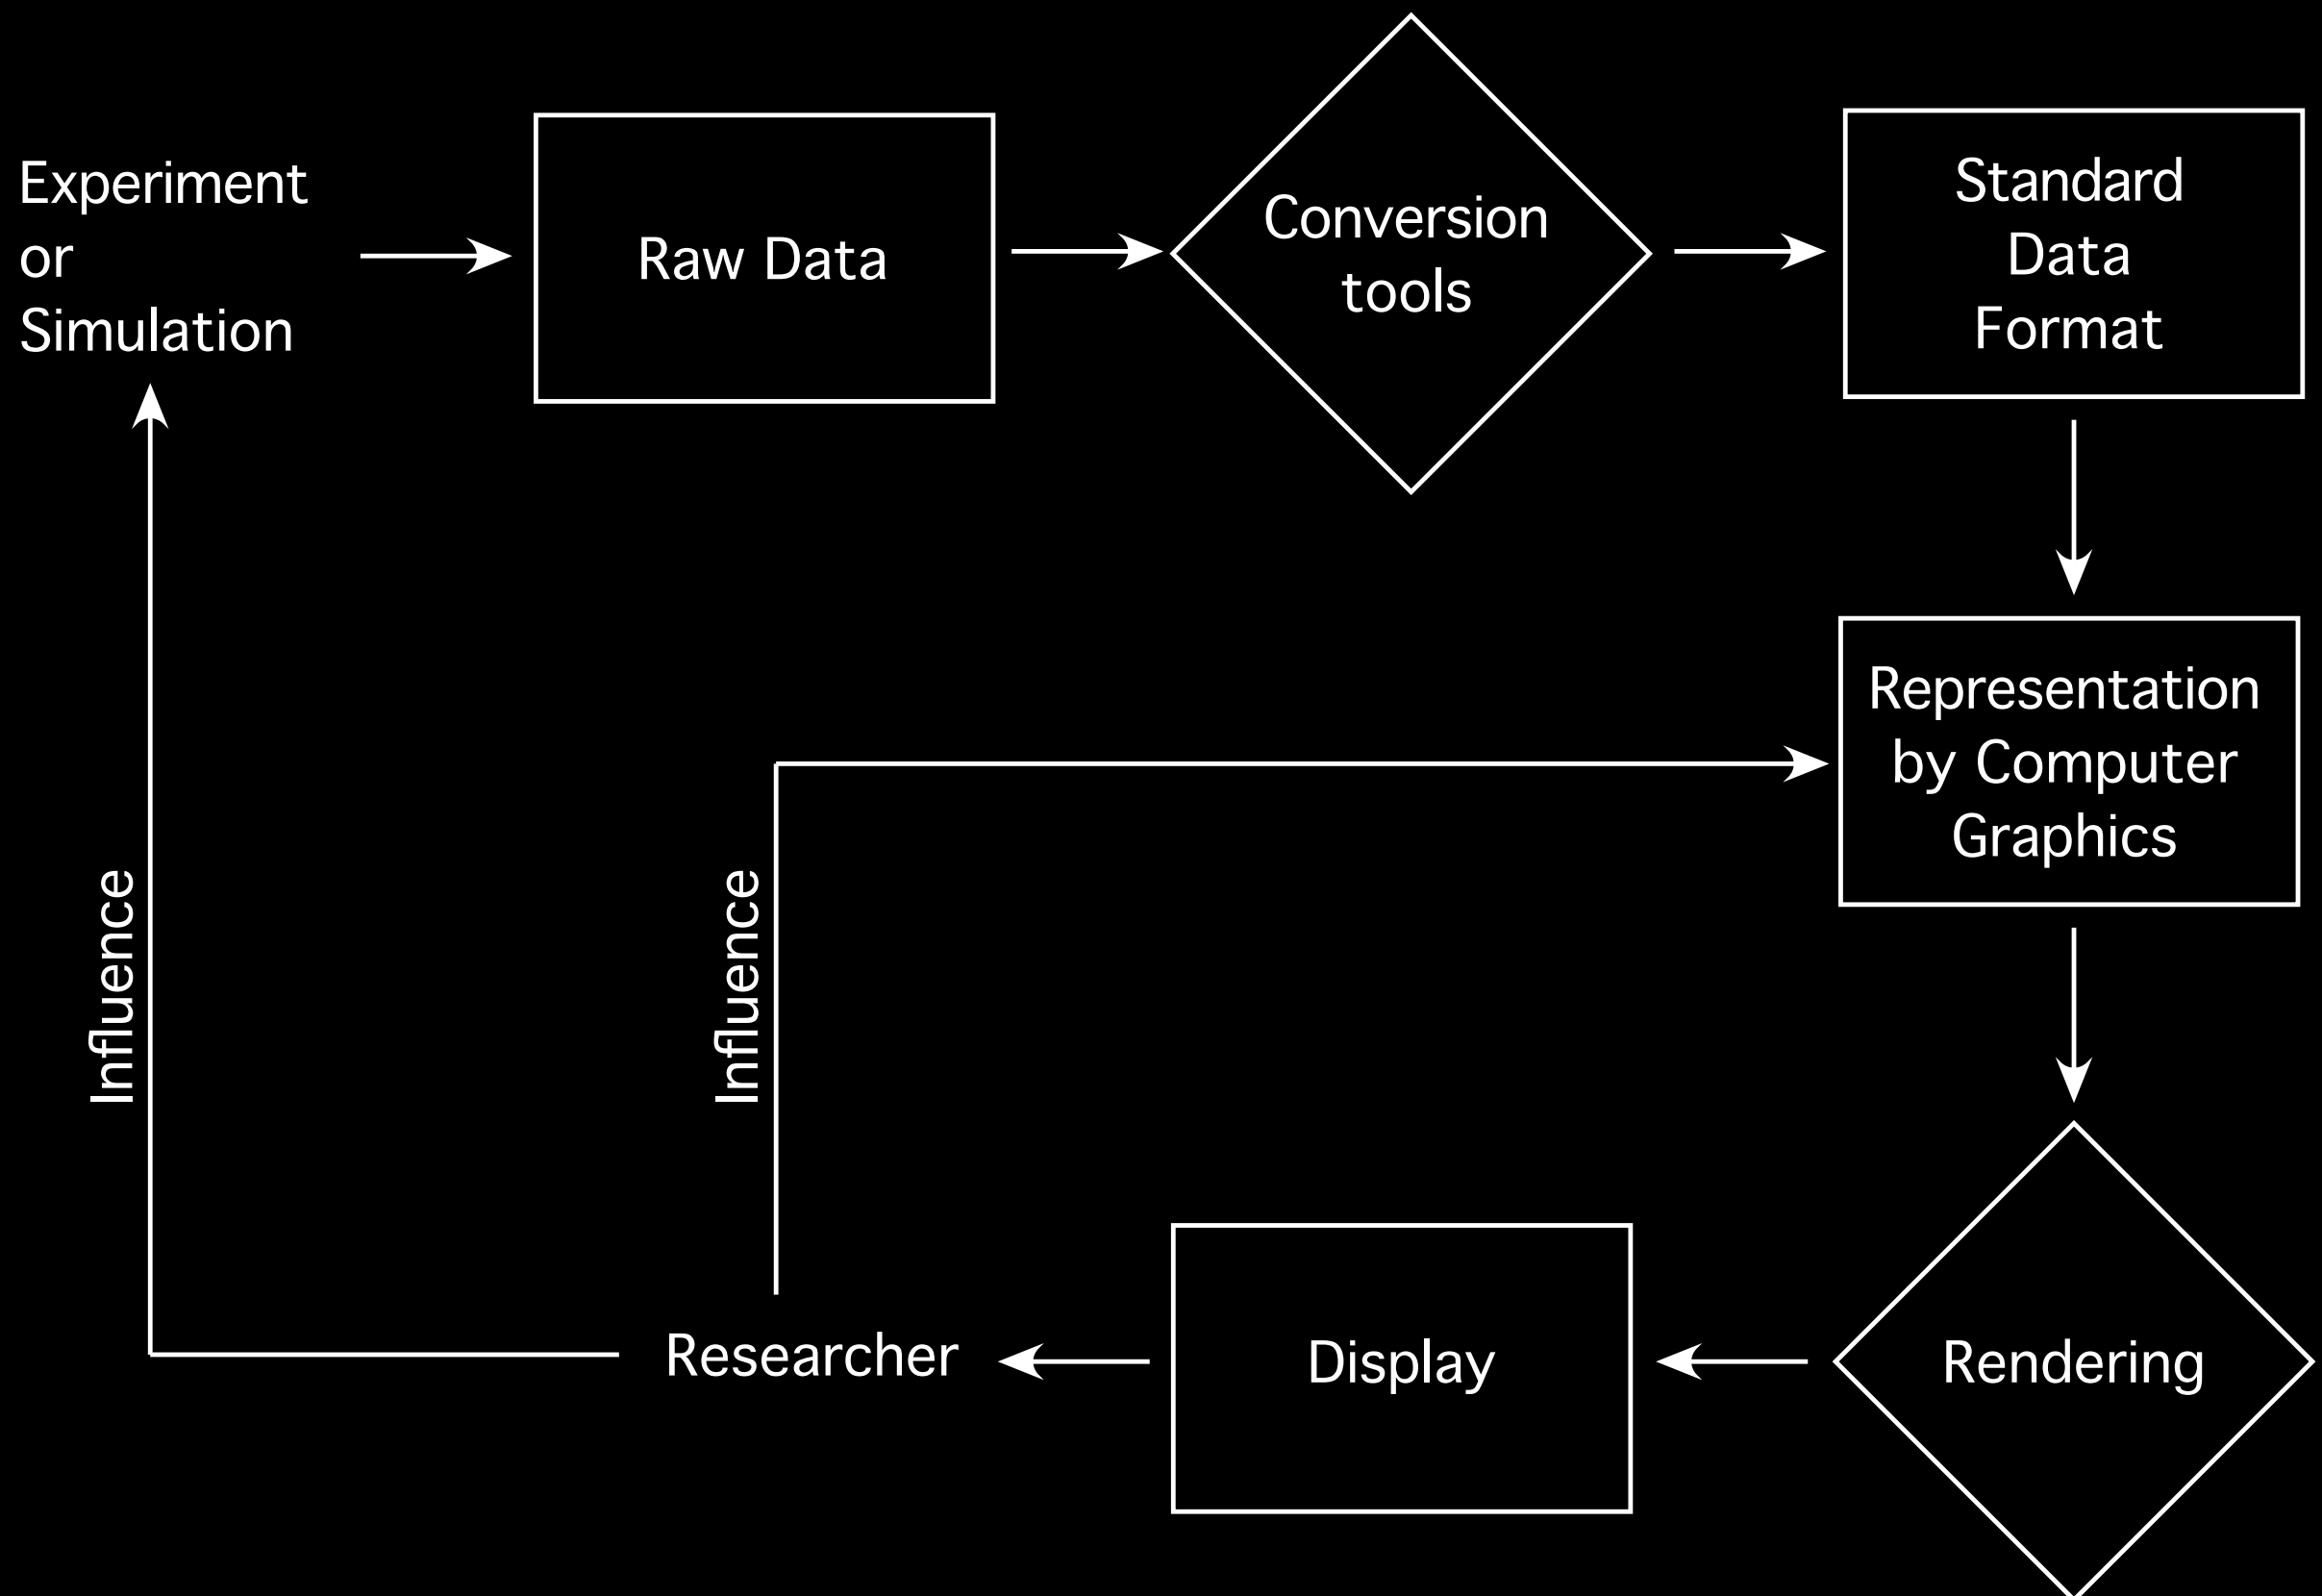 Experiment
or
Simulation
Raw Data
Conversion
tools
Standard
Data
Format
Representation
by Computer
Graphics
Influence
Influence
Researcher
Display
Rendering